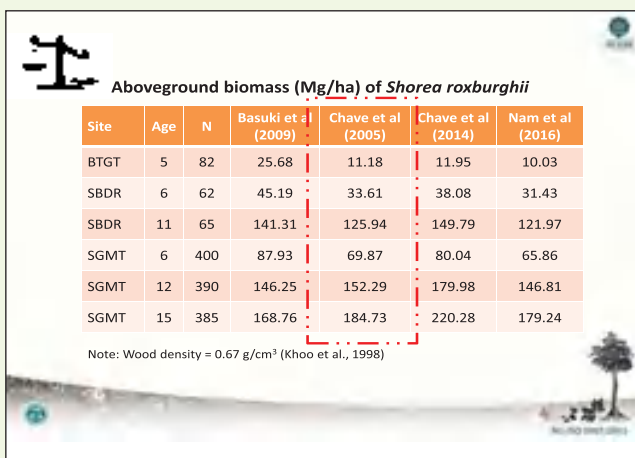 Aboveground biomass (Mg/ha) of Shorea roxburghii
Site Age N Basuki et al (2009) Chave et al (2005) Chave et al (2014) Nam et al (2016)
BTGT 5 82 25.68 11.18 11.95 10.03
SBDR 6 62 45.19 33.61 38.08 31.43
SBDR 11 65 141.31 125.94 149.79 121.97
SGMT 6 400 87.93 69.87 80.04 65.86
SGMT 12 390 146.25 152.29 179.98 146.81
SGMT 15 385 168.76 184.73 220.28 179.24
Note: Wood density = 0.67 g/cm³ (Khoo et al., 1998)